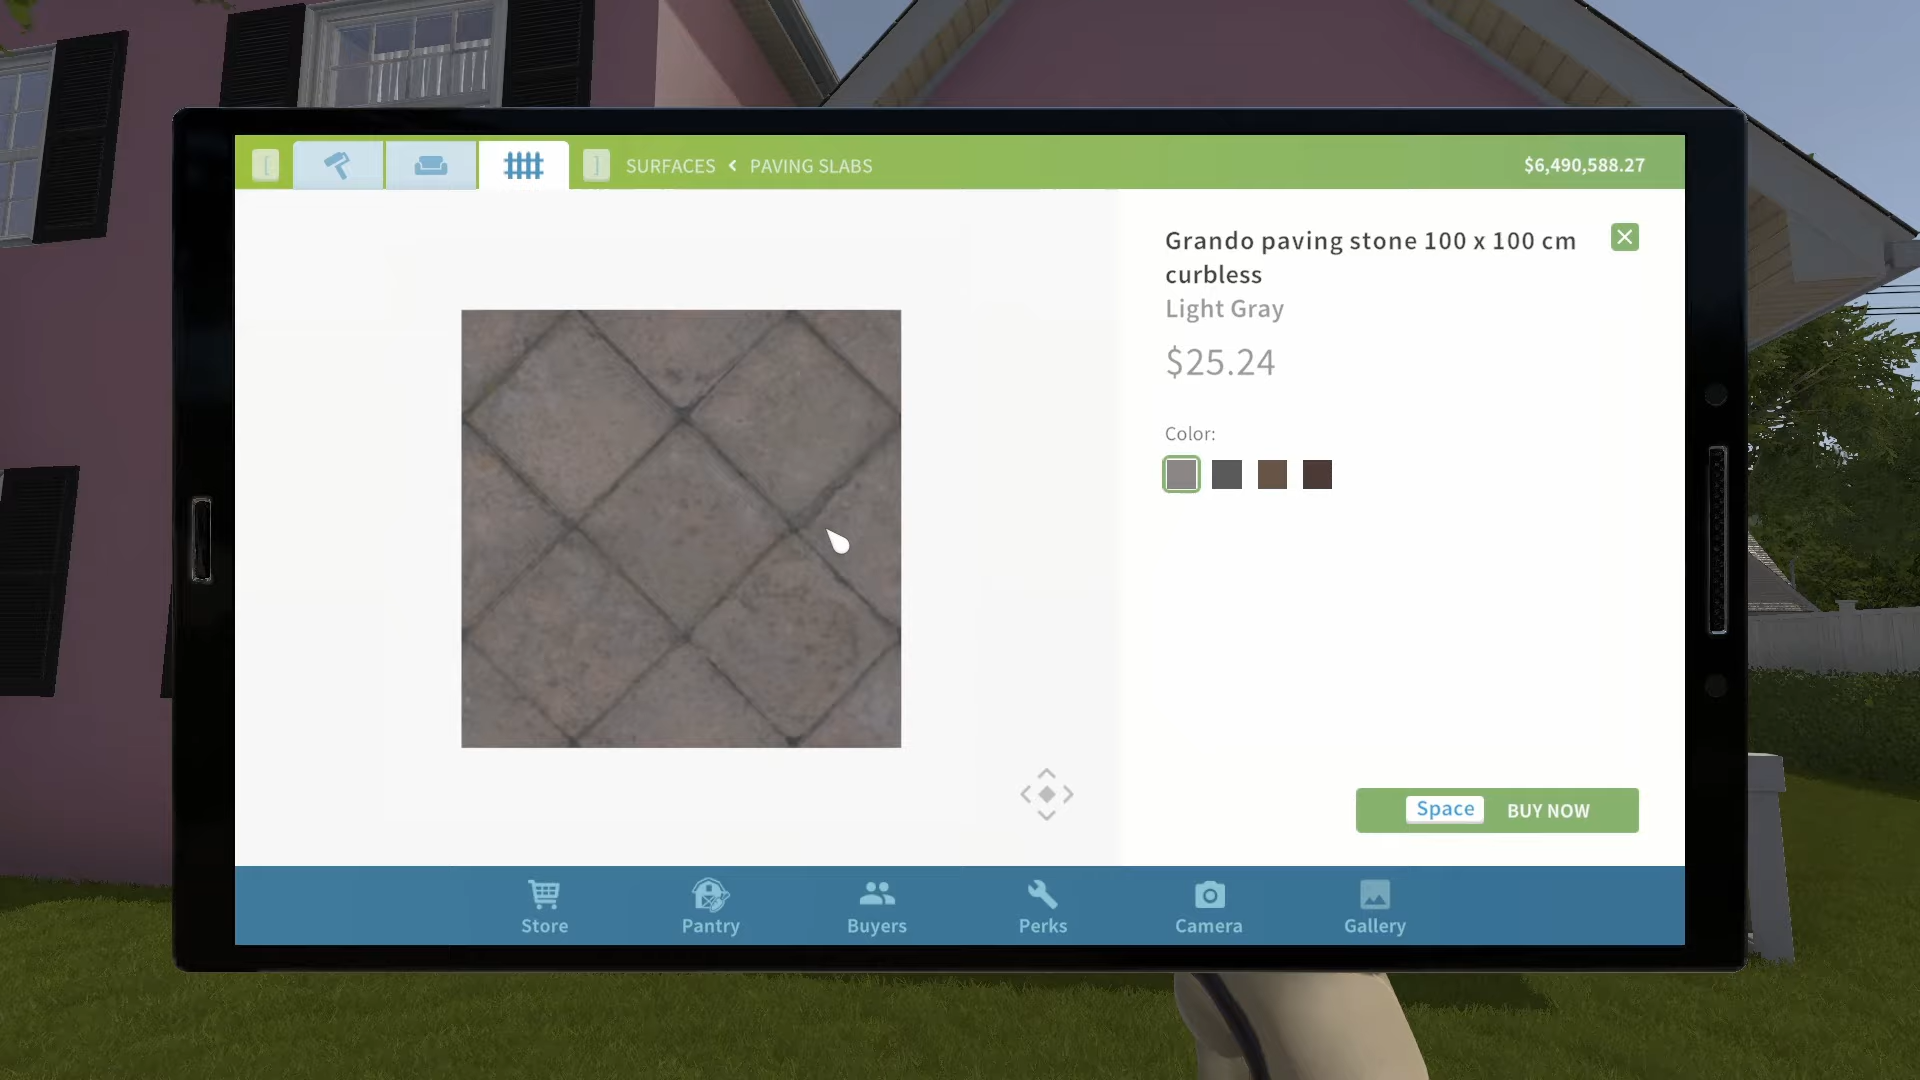 [
]
SURFACES < PAVING SLABS
$6,490,588.27
Grando paving stone 100 x 100 cm
curbless
Light Gray
$25.24
Color:
Space BUY NOW
Store
Pantry
Buyers
Perks
Camera
Gallery